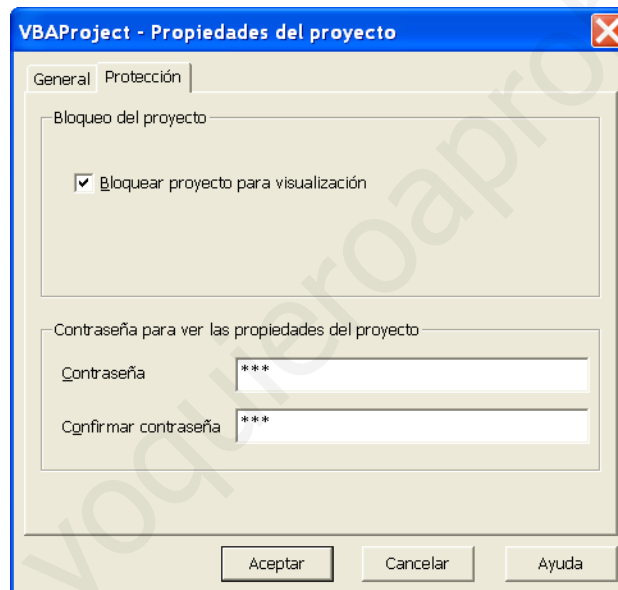 VBAProject - Propiedades del proyecto
General Protección
Bloqueo del proyecto
Bloquear proyecto para visualización
Contraseña para ver las propiedades del proyecto
Contraseña ***
Confirmar contraseña ***
Aceptar Cancelar Ayuda
yoquieroapro